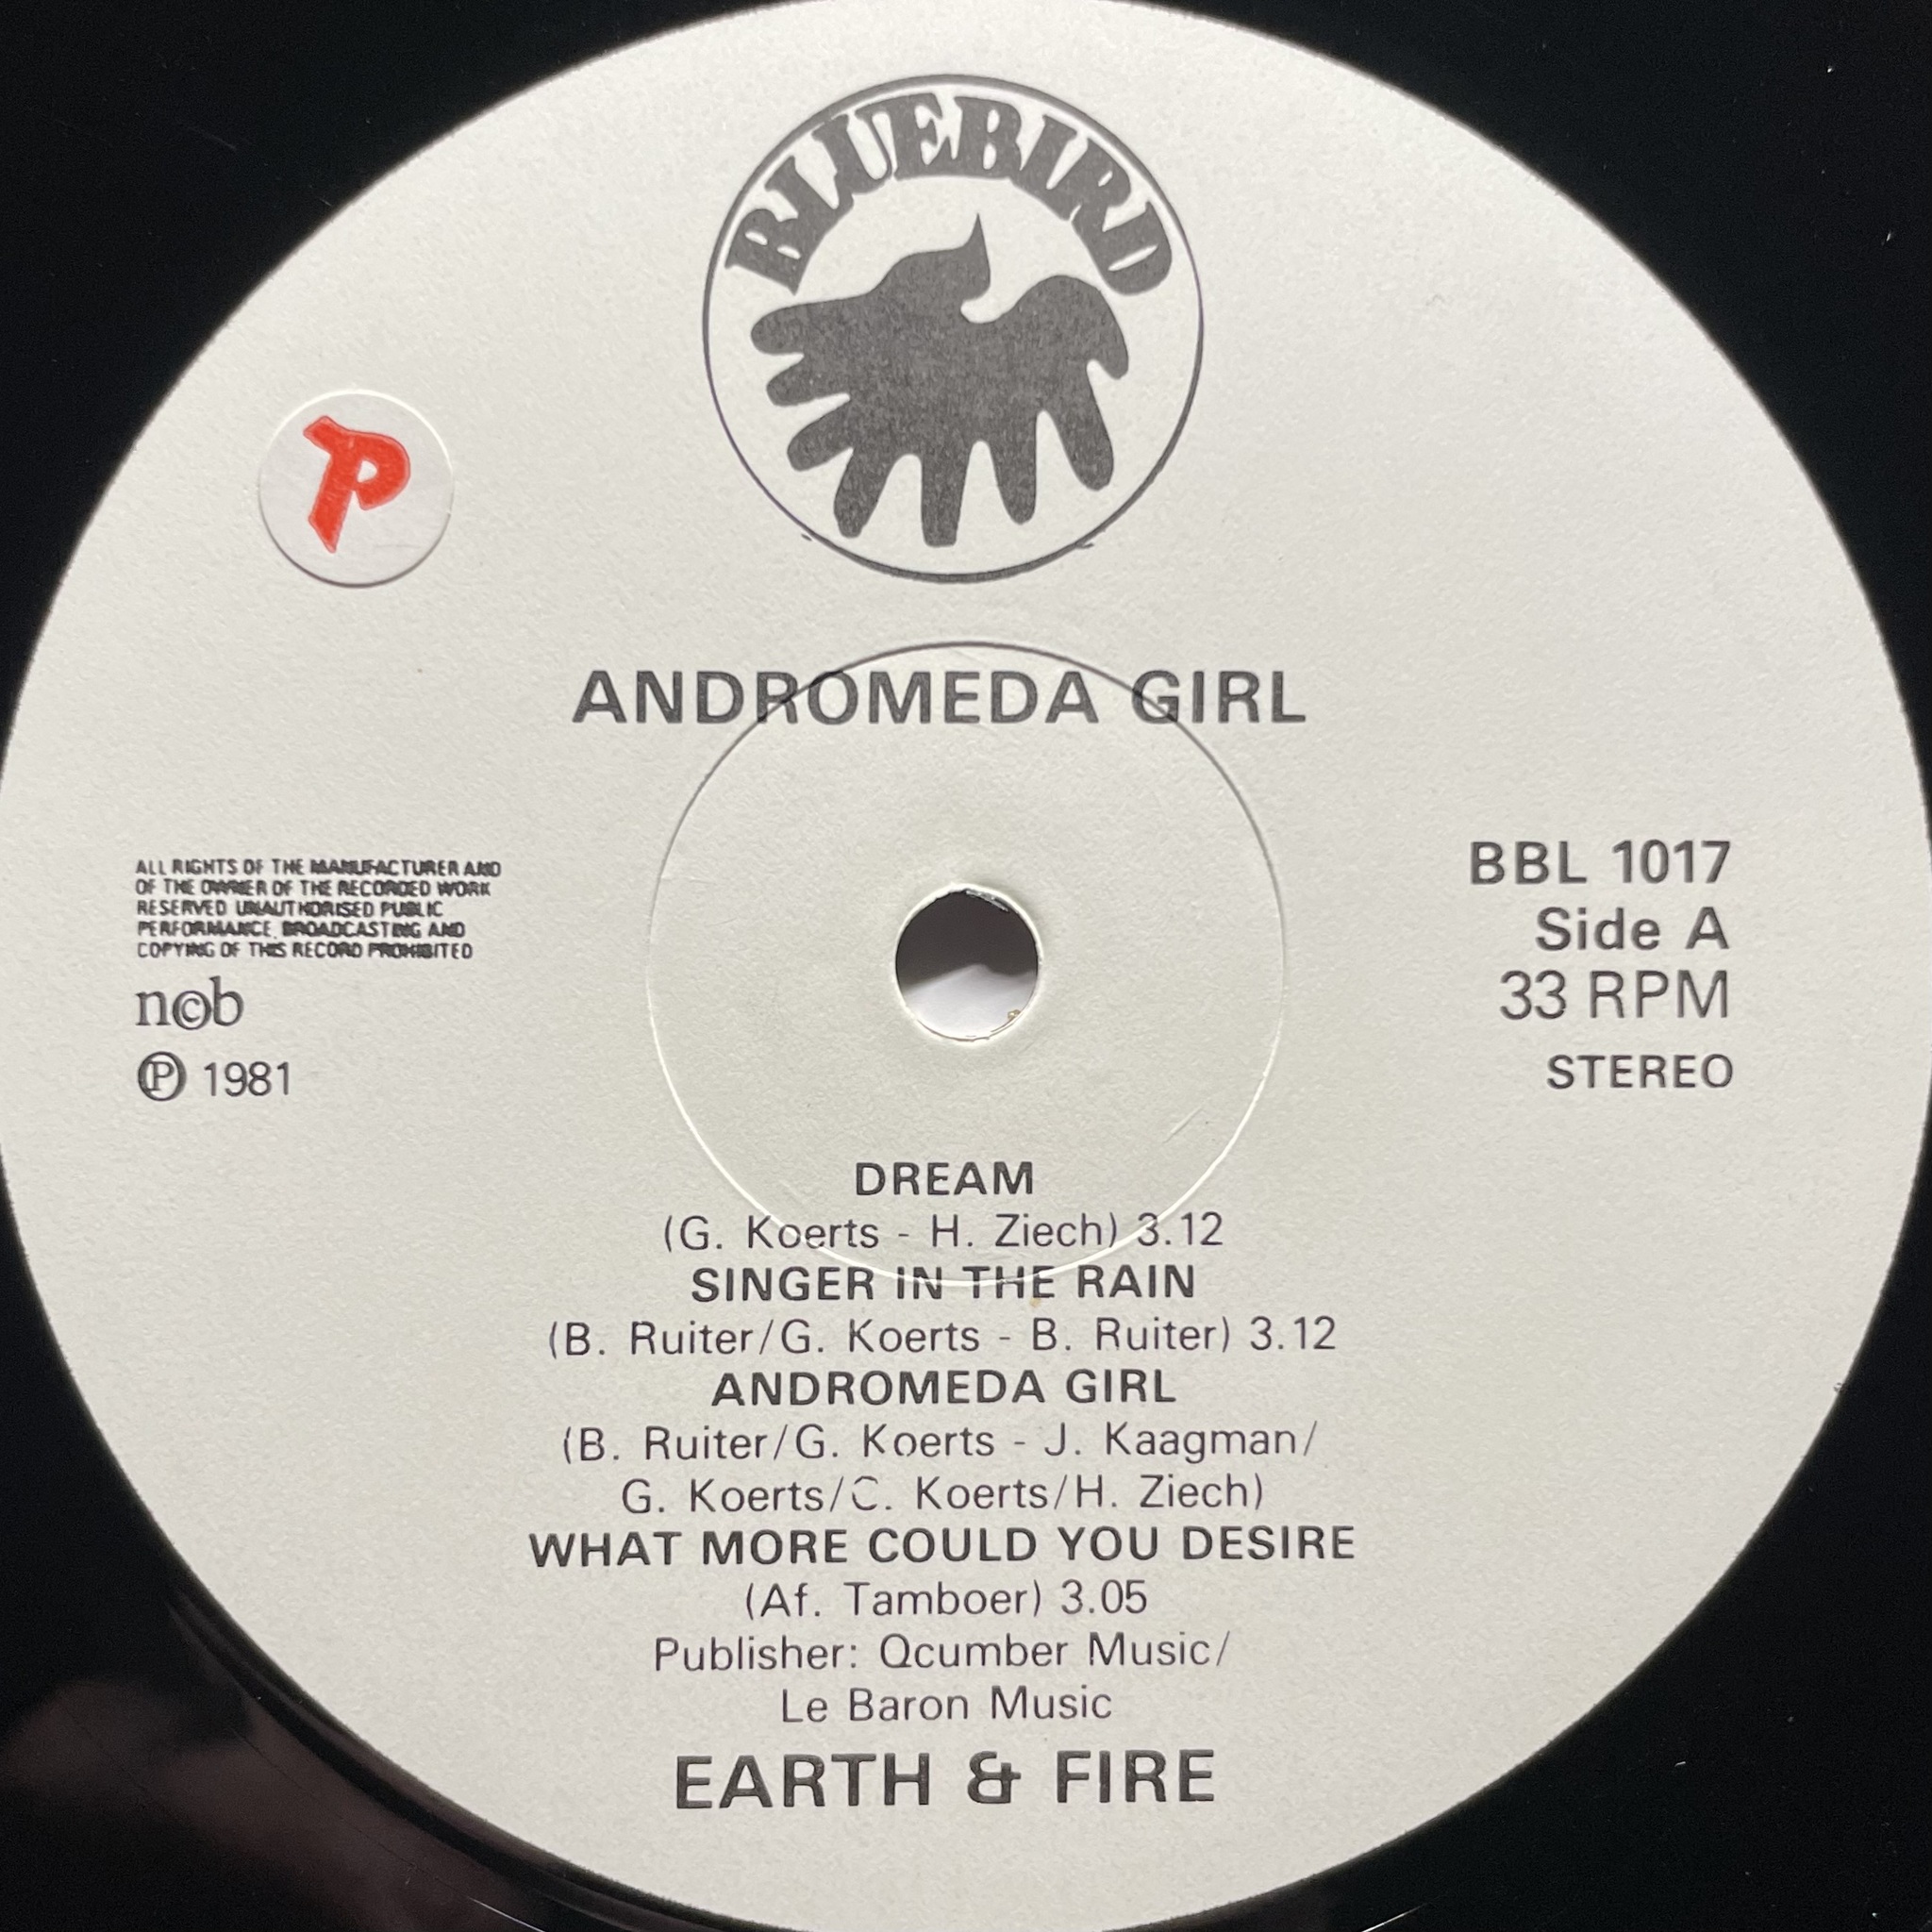 BLUEBIRD
P
ANDROMEDA GIRL
ALL RIGHTS OF THE MANUFACTURER AND
OF THE OWNER OF THE RECORDED WORK
RESERVED UNAUTHORISED PUBLIC
PERFORMANCE, BROADCASTING AND
COPYING OF THIS RECORD PROHIBITED
n©b
℗ 1981
BBL 1017
Side A
33 RPM
STEREO
DREAM
(G. Koerts - H. Ziech) 3.12
SINGER IN THE RAIN
(B. Ruiter/G. Koerts - B. Ruiter) 3.12
ANDROMEDA GIRL
(B. Ruiter/G. Koerts - J. Kaagman/
G. Koerts/C. Koerts/H. Ziech)
WHAT MORE COULD YOU DESIRE
(Af. Tamboer) 3.05
Publisher: Qcumber Music/
Le Baron Music
EARTH & FIRE